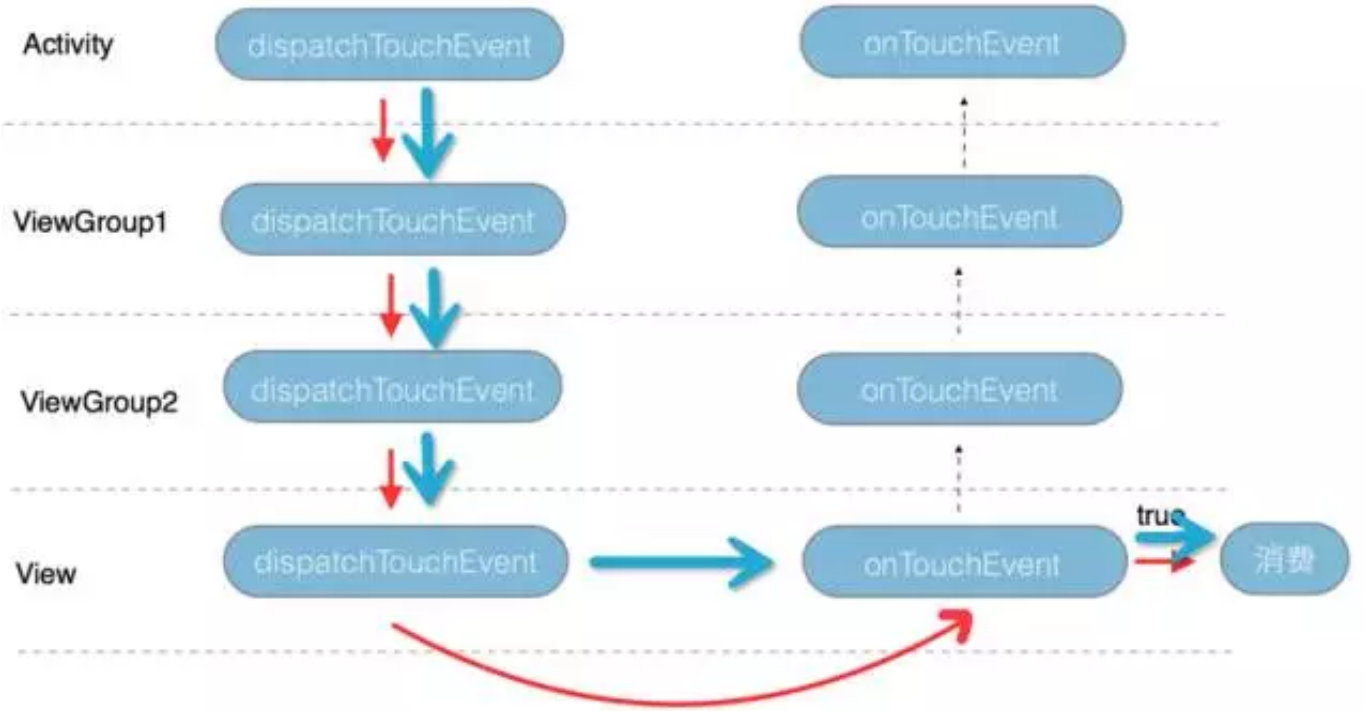 Activity dispatchTouchEvent onTouchEvent
ViewGroup1 dispatchTouchEvent onTouchEvent
ViewGroup2 dispatchTouchEvent onTouchEvent
true
View dispatchTouchEvent onTouchEvent 消费